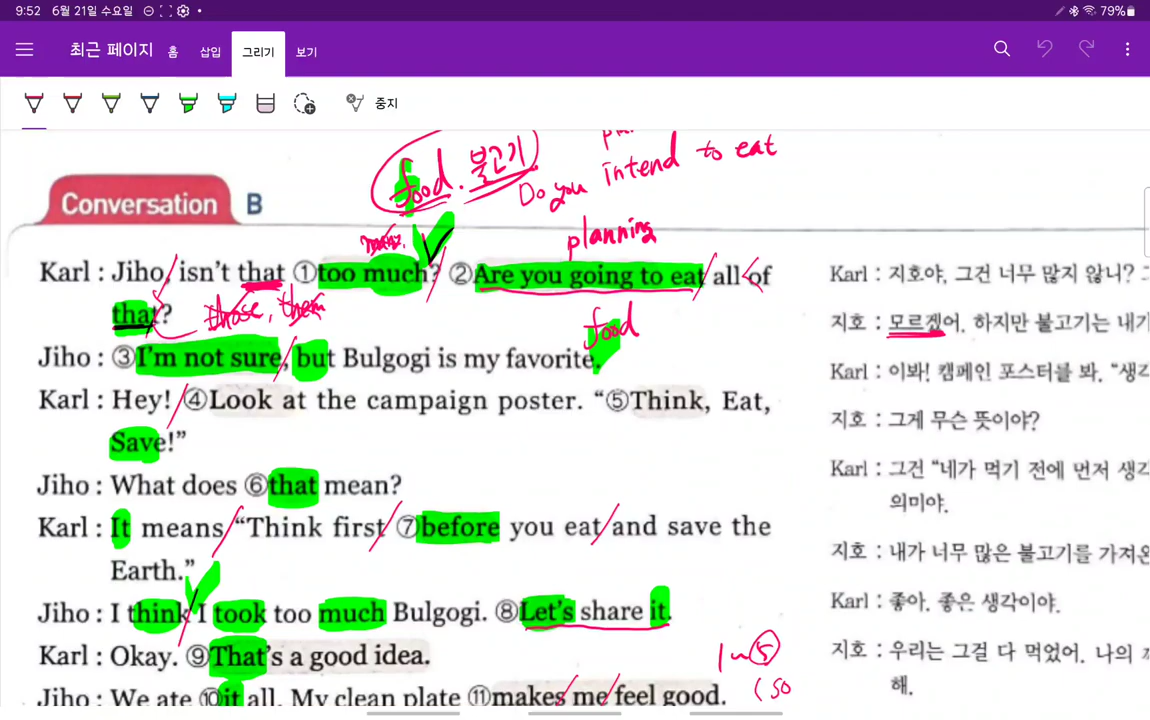 9:52 6월 21일 수요일 79%
최근 페이지 홈 삽입 그리기 보기
중지
food. 불고기
Do you intend to eat
Conversation B
planning
Karl : Jiho, isn't that ①too much? ②Are you going to eat all of
that?
those, them
food
Jiho : ③I'm not sure, but Bulgogi is my favorite.
Karl : Hey! ④Look at the campaign poster. "⑤Think, Eat,
Save!"
Jiho : What does ⑥that mean?
Karl : It means "Think first ⑦before you eat and save the
Earth."
Jiho : I think I took too much Bulgogi. ⑧Let's share it.
Karl : Okay. ⑨That's a good idea.
Jiho : We ate ⑩it all. My clean plate ⑪makes me feel good.
(so
Karl : 지호야, 그건 너무 많지 않니?
지호 : 모르겠어. 하지만 불고기는 내가
Karl : 이봐! 캠페인 포스터를 봐. "생각
지호 : 그게 무슨 뜻이야?
Karl : 그건 "네가 먹기 전에 먼저 생각
의미야.
지호 : 내가 너무 많은 불고기를 가져온
Karl : 좋아. 좋은 생각이야.
지호 : 우리는 그걸 다 먹었어. 나의
해.